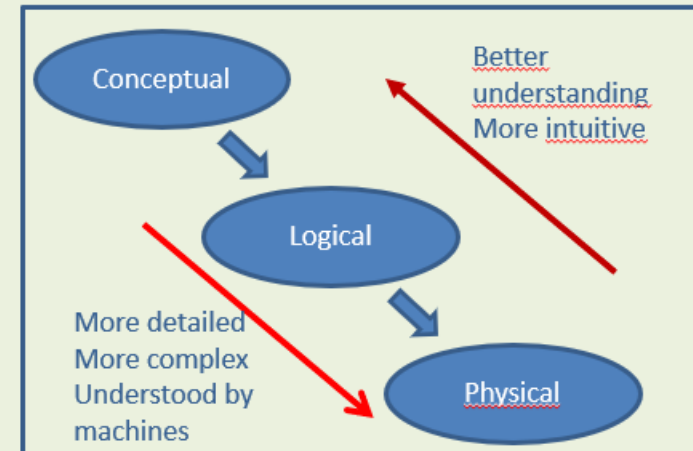 Conceptual
Better
understanding
More intuitive
Logical
More detailed
More complex
Understood by
machines
Physical